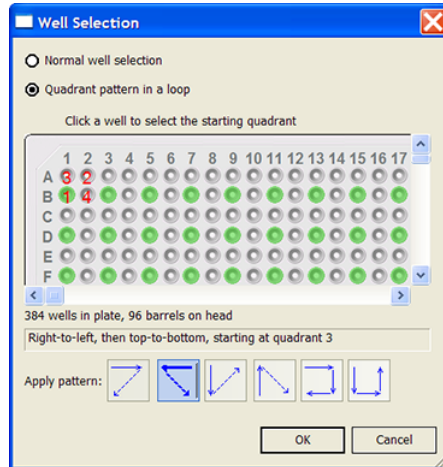 Well Selection
Normal well selection
Quadrant pattern in a loop
Click a well to select the starting quadrant
1 2 3 4 5 6 7 8 9 10 11 12 13 14 15 16 17
A 3 2
B 1 4
C
D
E
F
384 wells in plate, 96 barrels on head
Right-to-left, then top-to-bottom, starting at quadrant 3
Apply pattern:
OK Cancel